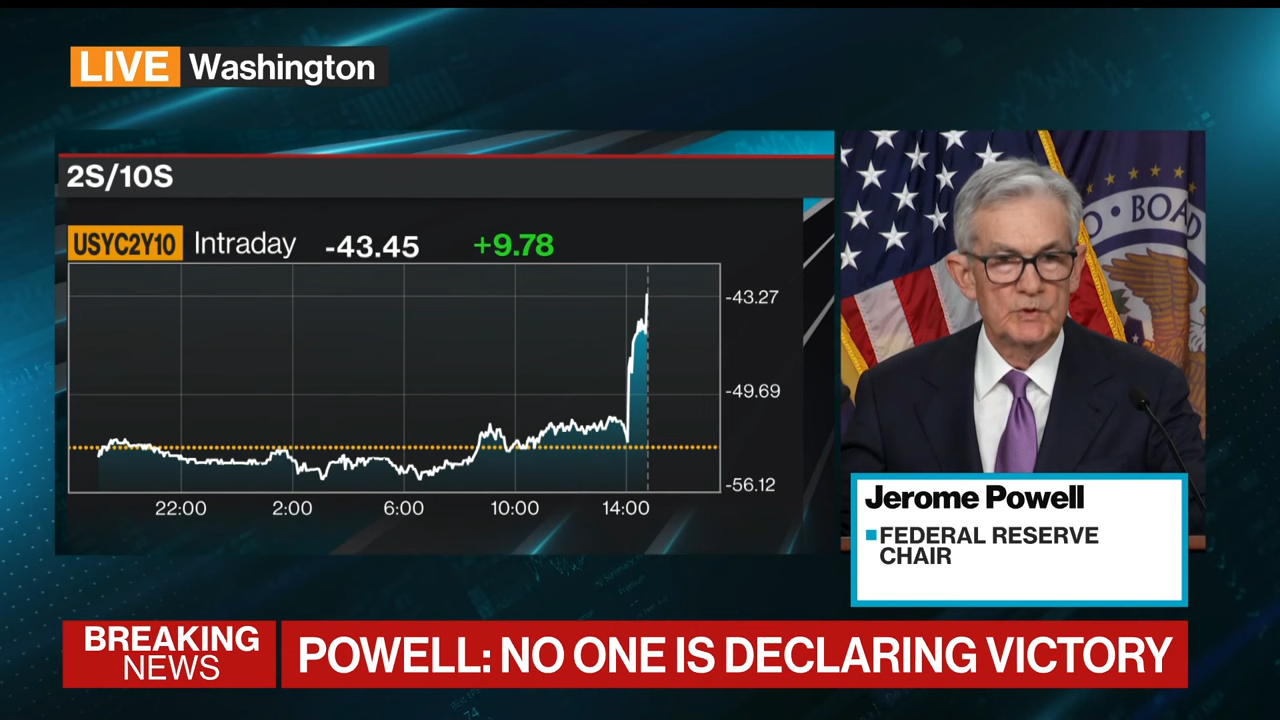 LIVE Washington
2S/10S
USYC2Y10 Intraday -43.45 +9.78
-43.27
-49.69
-56.12
22:00 2:00 6:00 10:00 14:00
BOAD
Jerome Powell
FEDERAL RESERVE
CHAIR
BREAKING
NEWS
POWELL: NO ONE IS DECLARING VICTORY